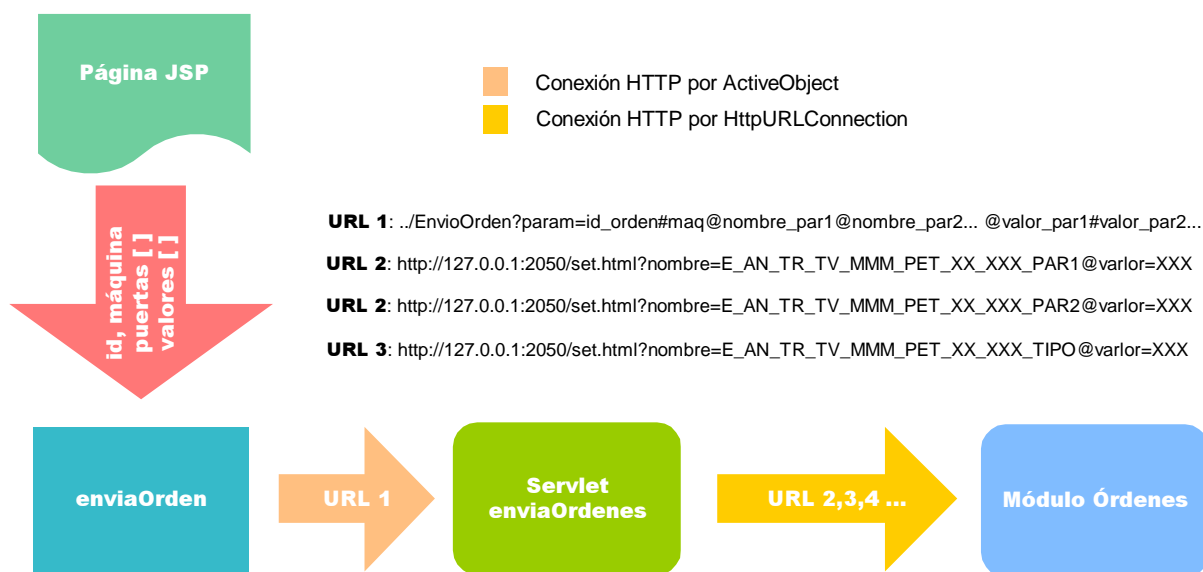 Página JSP
Conexión HTTP por ActiveObject
Conexión HTTP por HttpURLConnection
id, máquina
puertas [ ]
valores [ ]
URL 1: ../EnvioOrden?param=id_orden#maq@nombre_par1@nombre_par2... @valor_par1#valor_par2...
URL 2: http://127.0.0.1:2050/set.html?nombre=E_AN_TR_TV_MMM_PET_XX_XXX_PAR1@varlor=XXX
URL 2: http://127.0.0.1:2050/set.html?nombre=E_AN_TR_TV_MMM_PET_XX_XXX_PAR2@varlor=XXX
URL 3: http://127.0.0.1:2050/set.html?nombre=E_AN_TR_TV_MMM_PET_XX_XXX_TIPO@varlor=XXX
enviaOrden
URL 1
Servlet
enviaOrdenes
URL 2,3,4 ...
Módulo Órdenes